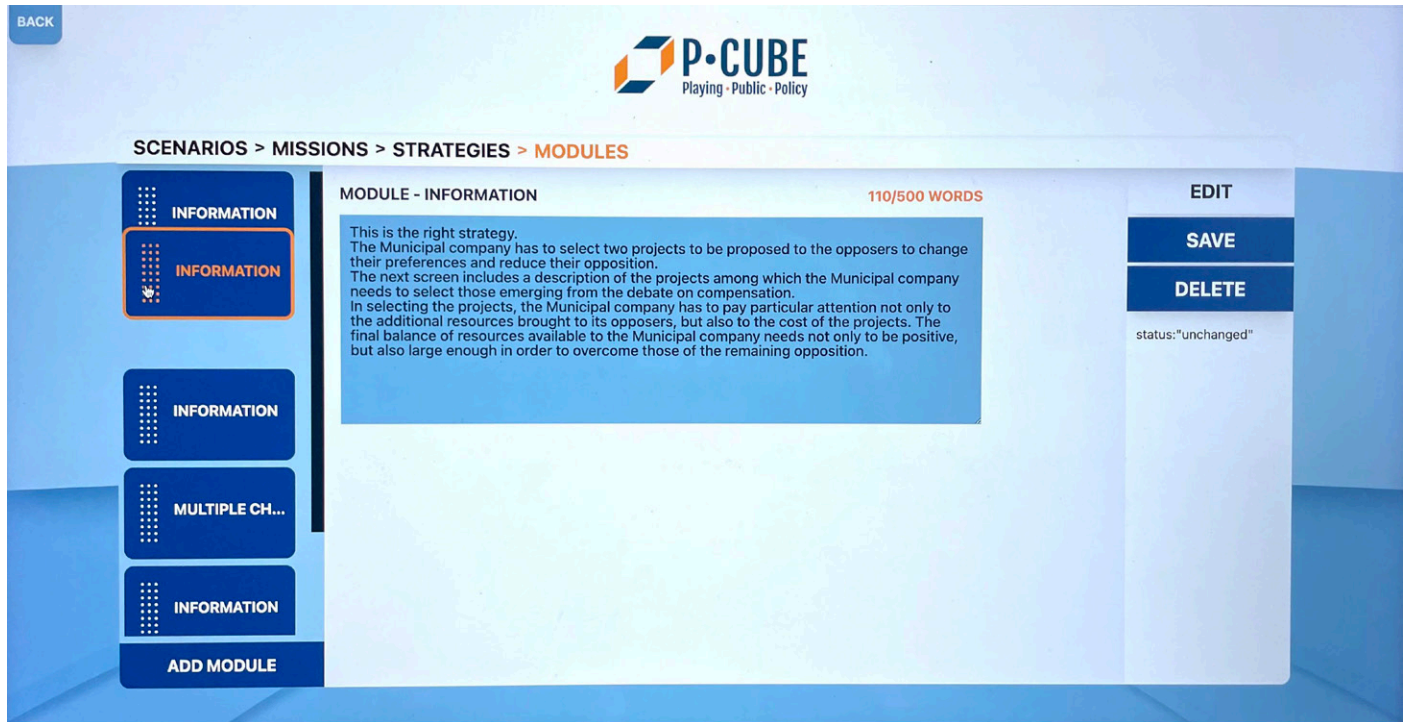 BACK
P•CUBE
Playing • Public • Policy
SCENARIOS > MISSIONS > STRATEGIES > MODULES
INFORMATION
INFORMATION
INFORMATION
MULTIPLE CH...
INFORMATION
ADD MODULE
MODULE - INFORMATION
110/500 WORDS
This is the right strategy.
The Municipal company has to select two projects to be proposed to the opposers to change
their preferences and reduce their opposition.
The next screen includes a description of the projects among which the Municipal company
needs to select those emerging from the debate on compensation.
In selecting the projects, the Municipal company has to pay particular attention not only to
the additional resources brought to its opposers, but also to the cost of the projects. The
final balance of resources available to the Municipal company needs not only to be positive,
but also large enough in order to overcome those of the remaining opposition.
EDIT
SAVE
DELETE
status:"unchanged"